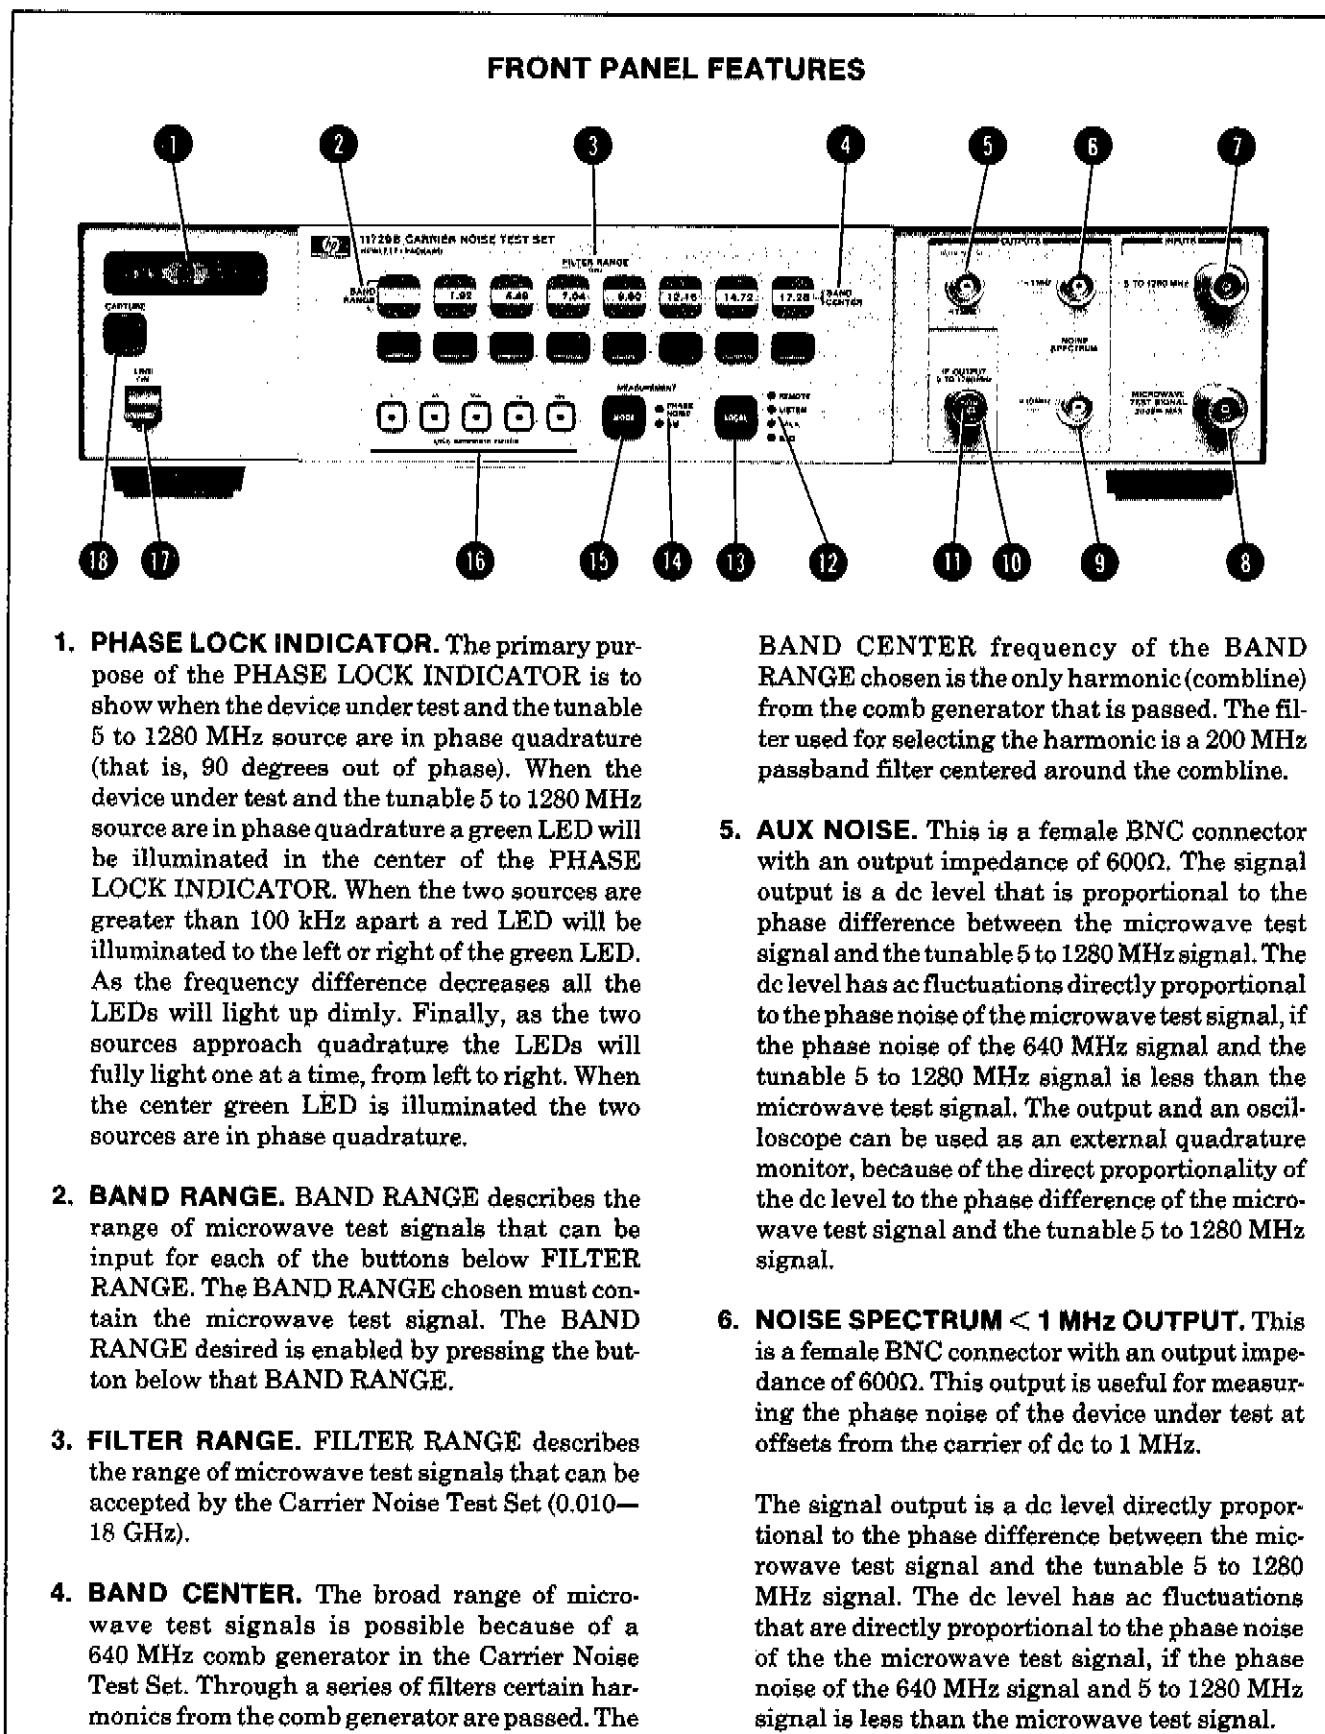 FRONT PANEL FEATURES
1 2 3 4 5 6 7
hp 11729B CARRIER NOISE TEST SET
HEWLETT • PACKARD
FILTER RANGE
BAND RANGE
1.92 4.48 7.04 9.60 12.16 14.72 17.28
BAND CENTER
CAPTURE
LINE
MEASUREMENT
MODE
PHASE NOISE
LOCAL
REMOTE
LISTEN
OUTPUTS
INPUTS
<1 MHz
5 TO 1280 MHz
NOISE SPECTRUM
IF OUTPUT
5 TO 1280 MHz
MICROWAVE TEST SIGNAL
18 17 16 15 14 13 12 11 10 9 8
1. PHASE LOCK INDICATOR. The primary pur-
pose of the PHASE LOCK INDICATOR is to
show when the device under test and the tunable
5 to 1280 MHz source are in phase quadrature
(that is, 90 degrees out of phase). When the
device under test and the tunable 5 to 1280 MHz
source are in phase quadrature a green LED will
be illuminated in the center of the PHASE
LOCK INDICATOR. When the two sources are
greater than 100 kHz apart a red LED will be
illuminated to the left or right of the green LED.
As the frequency difference decreases all the
LEDs will light up dimly. Finally, as the two
sources approach quadrature the LEDs will
fully light one at a time, from left to right. When
the center green LED is illuminated the two
sources are in phase quadrature.
2. BAND RANGE. BAND RANGE describes the
range of microwave test signals that can be
input for each of the buttons below FILTER
RANGE. The BAND RANGE chosen must con-
tain the microwave test signal. The BAND
RANGE desired is enabled by pressing the but-
ton below that BAND RANGE.
3. FILTER RANGE. FILTER RANGE describes
the range of microwave test signals that can be
accepted by the Carrier Noise Test Set (0.010—
18 GHz).
4. BAND CENTER. The broad range of micro-
wave test signals is possible because of a
640 MHz comb generator in the Carrier Noise
Test Set. Through a series of filters certain har-
monics from the comb generator are passed. The
BAND CENTER frequency of the BAND
RANGE chosen is the only harmonic (combline)
from the comb generator that is passed. The fil-
ter used for selecting the harmonic is a 200 MHz
passband filter centered around the combline.
5. AUX NOISE. This is a female BNC connector
with an output impedance of 600Ω. The signal
output is a dc level that is proportional to the
phase difference between the microwave test
signal and the tunable 5 to 1280 MHz signal. The
dc level has ac fluctuations directly proportional
to the phase noise of the microwave test signal, if
the phase noise of the 640 MHz signal and the
tunable 5 to 1280 MHz signal is less than the
microwave test signal. The output and an oscil-
loscope can be used as an external quadrature
monitor, because of the direct proportionality of
the dc level to the phase difference of the micro-
wave test signal and the tunable 5 to 1280 MHz
signal.
6. NOISE SPECTRUM < 1 MHz OUTPUT. This
is a female BNC connector with an output impe-
dance of 600Ω. This output is useful for measur-
ing the phase noise of the device under test at
offsets from the carrier of dc to 1 MHz.
The signal output is a dc level directly propor-
tional to the phase difference between the mic-
rowave test signal and the tunable 5 to 1280
MHz signal. The dc level has ac fluctuations
that are directly proportional to the phase noise
of the the microwave test signal, if the phase
noise of the 640 MHz signal and 5 to 1280 MHz
signal is less than the microwave test signal.